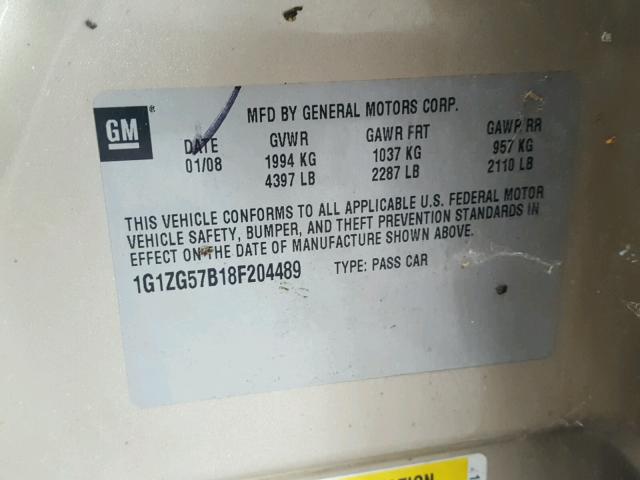 GM
MFD BY GENERAL MOTORS CORP.
DATE GVWR GAWR FRT GAWR RR
01/08 1994 KG 1037 KG 957 KG
4397 LB 2287 LB 2110 LB
THIS VEHICLE CONFORMS TO ALL APPLICABLE U.S. FEDERAL MOTOR
VEHICLE SAFETY, BUMPER, AND THEFT PREVENTION STANDARDS IN
EFFECT ON THE DATE OF MANUFACTURE SHOWN ABOVE.
1G1ZG57B18F204489 TYPE: PASS CAR